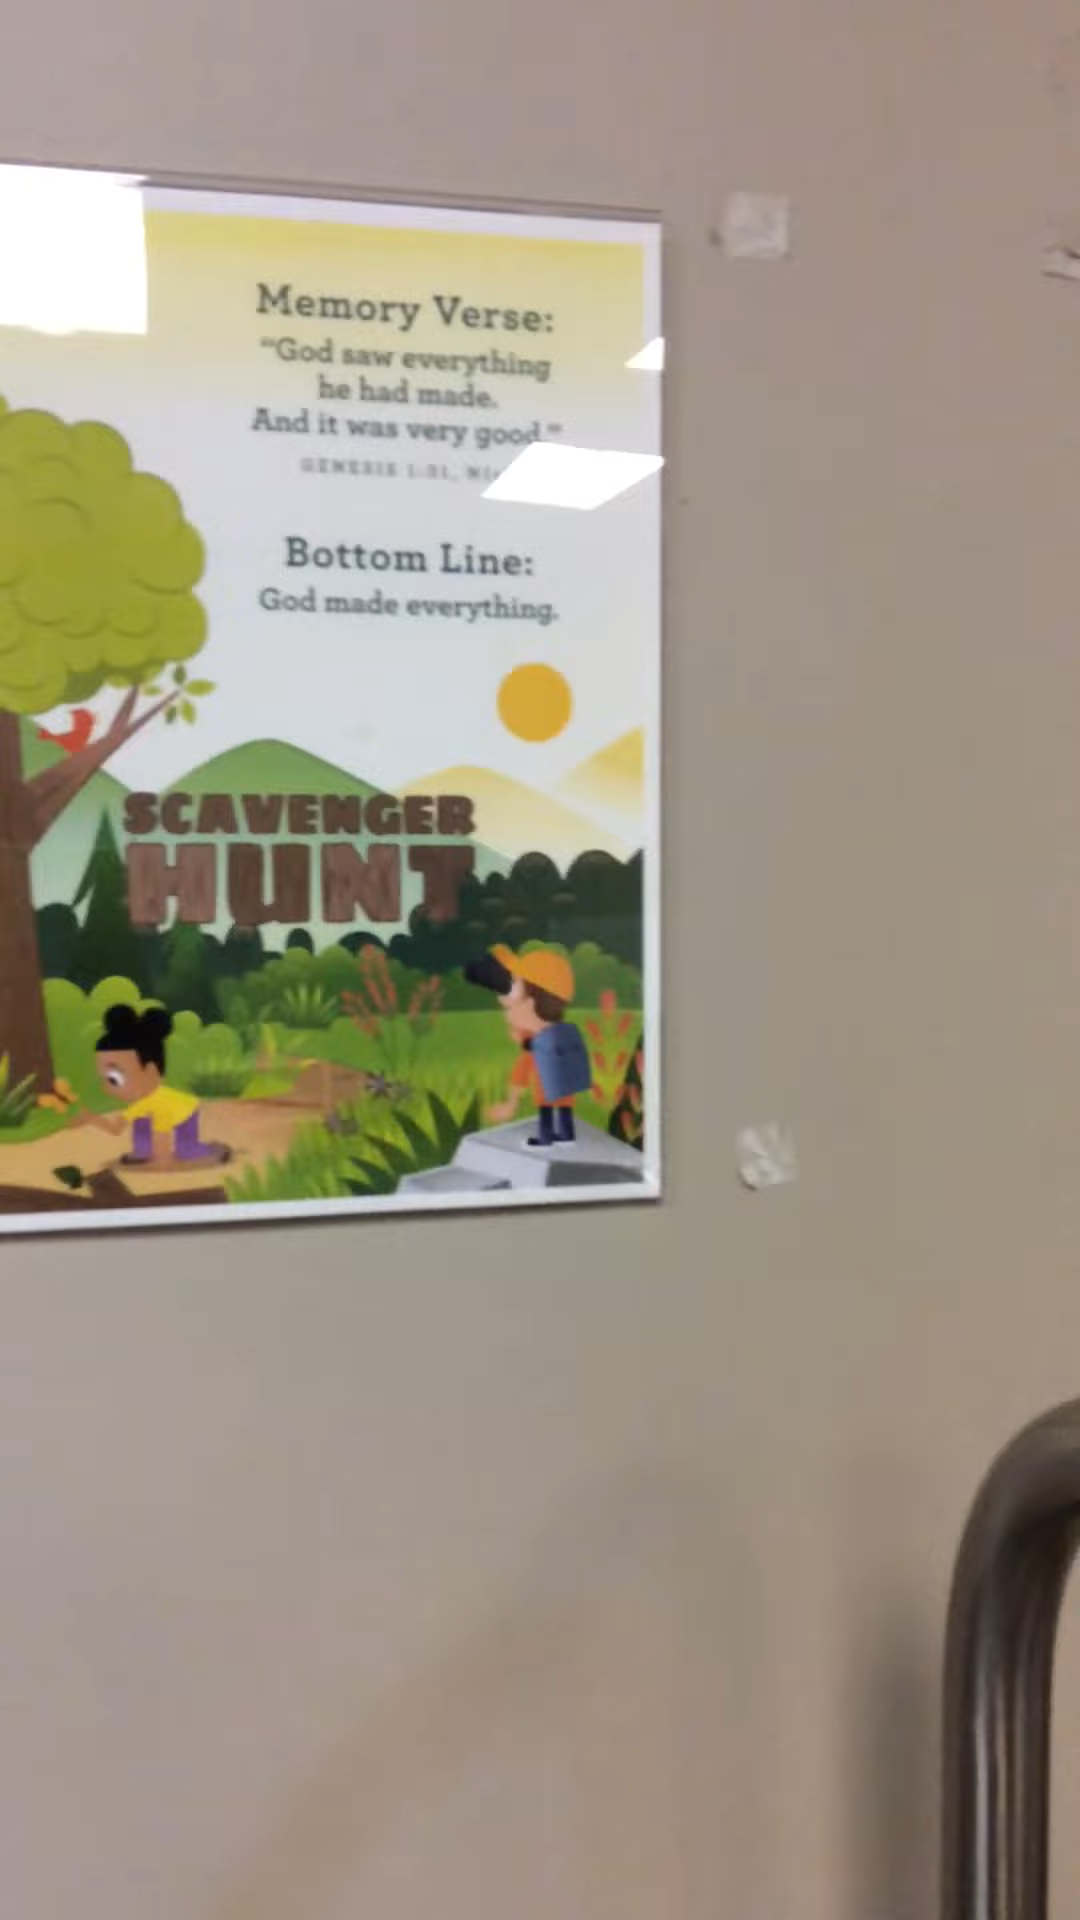 Memory Verse:
“God saw everything
he had made.
And it was very good.”
GENESIS 1:31,
Bottom Line:
God made everything.
SCAVENGER
HUNT